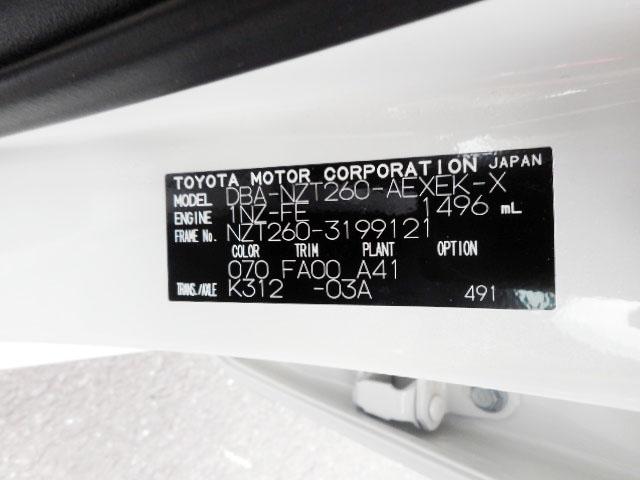 TOYOTA MOTOR CORPORATION JAPAN
MODEL DBA-NZT260-AEXEK-X
ENGINE 1NZ-FE 1496 mL
FRAME No. NZT260-3199121
COLOR TRIM PLANT OPTION
070 FA00 A41
TRANS./AXLE K312 -03A 491